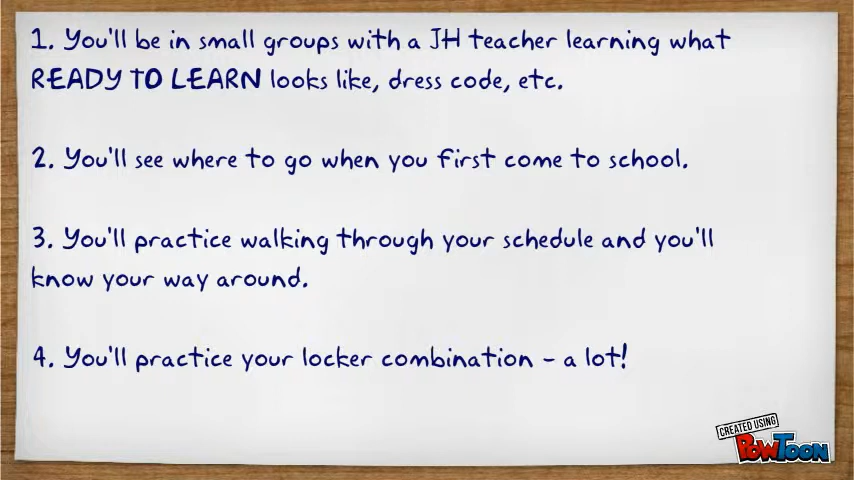 1. You'll be in small groups with a JH teacher learning what
READY TO LEARN looks like, dress code, etc.
2. You'll see where to go when you first come to school.
3. You'll practice walking through your schedule and you'll
know your way around.
4. You'll practice your locker combination - a lot!
CREATED USING
POWTOON